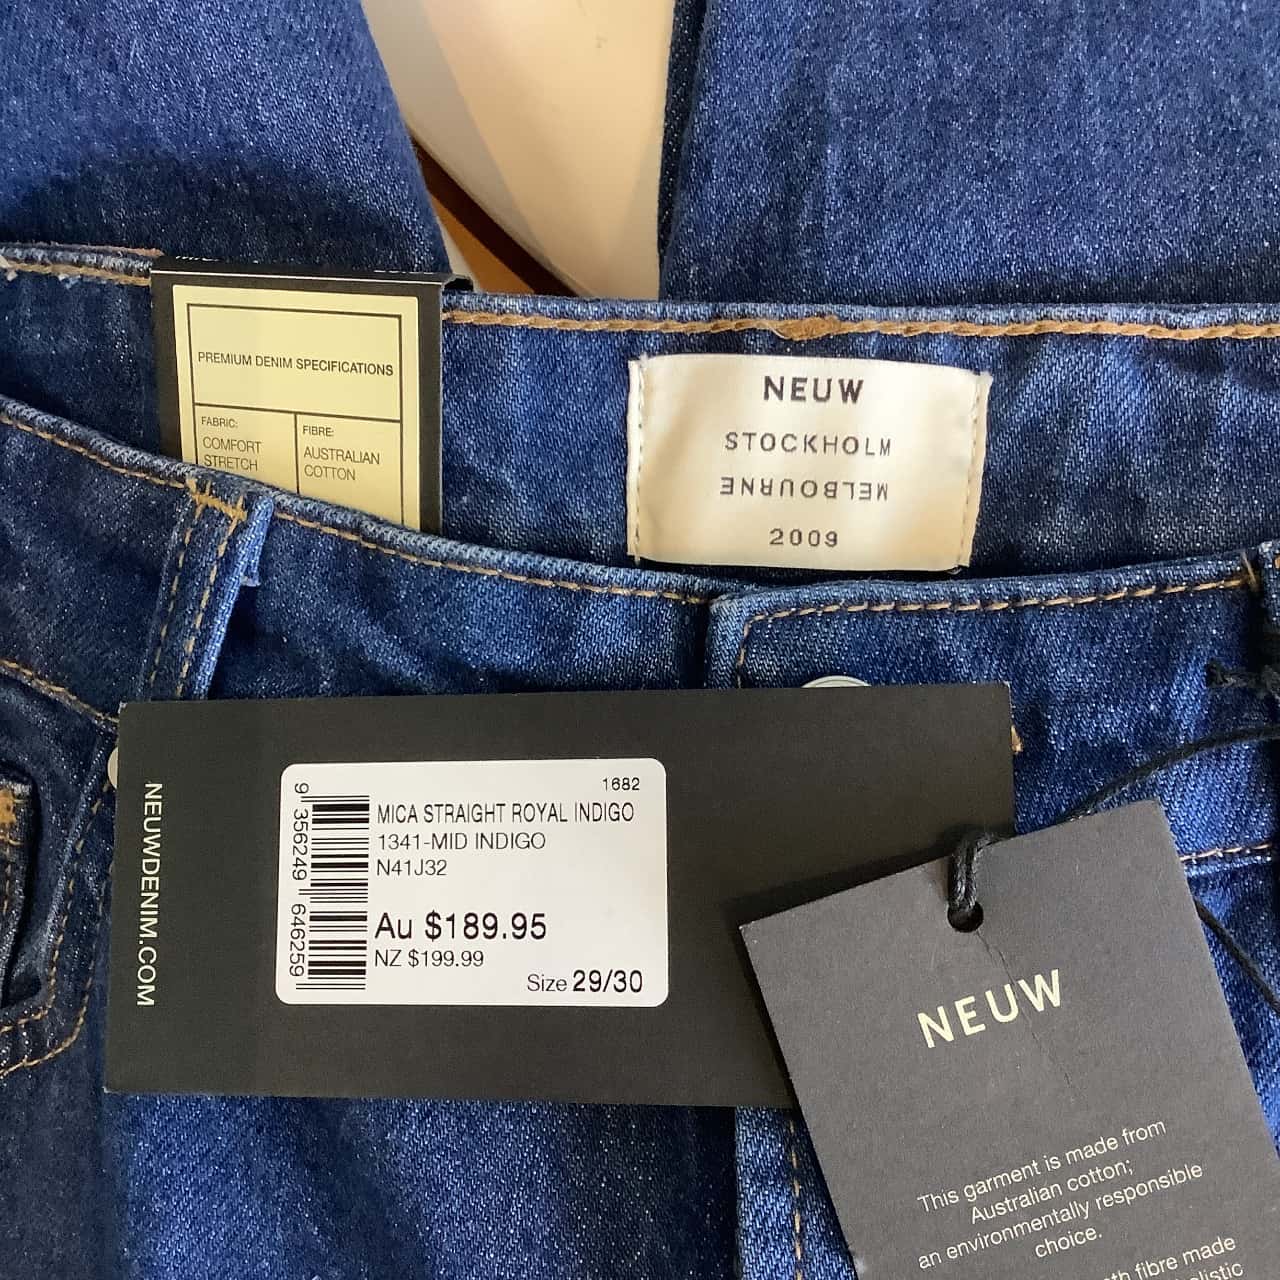 PREMIUM DENIM SPECIFICATIONS
FABRIC:
COMFORT
STRETCH
FIBRE:
AUSTRALIAN
COTTON
NEUW
STOCKHOLM
MELBOURNE
2009
NEUWDENIM.COM
1682
MICA STRAIGHT ROYAL INDIGO
1341-MID INDIGO
N41J32
Au $189.95
NZ $199.99
Size 29/30
9 356249 646259
NEUW
This garment is made from
Australian cotton;
an environmentally responsible
choice.
fibre made